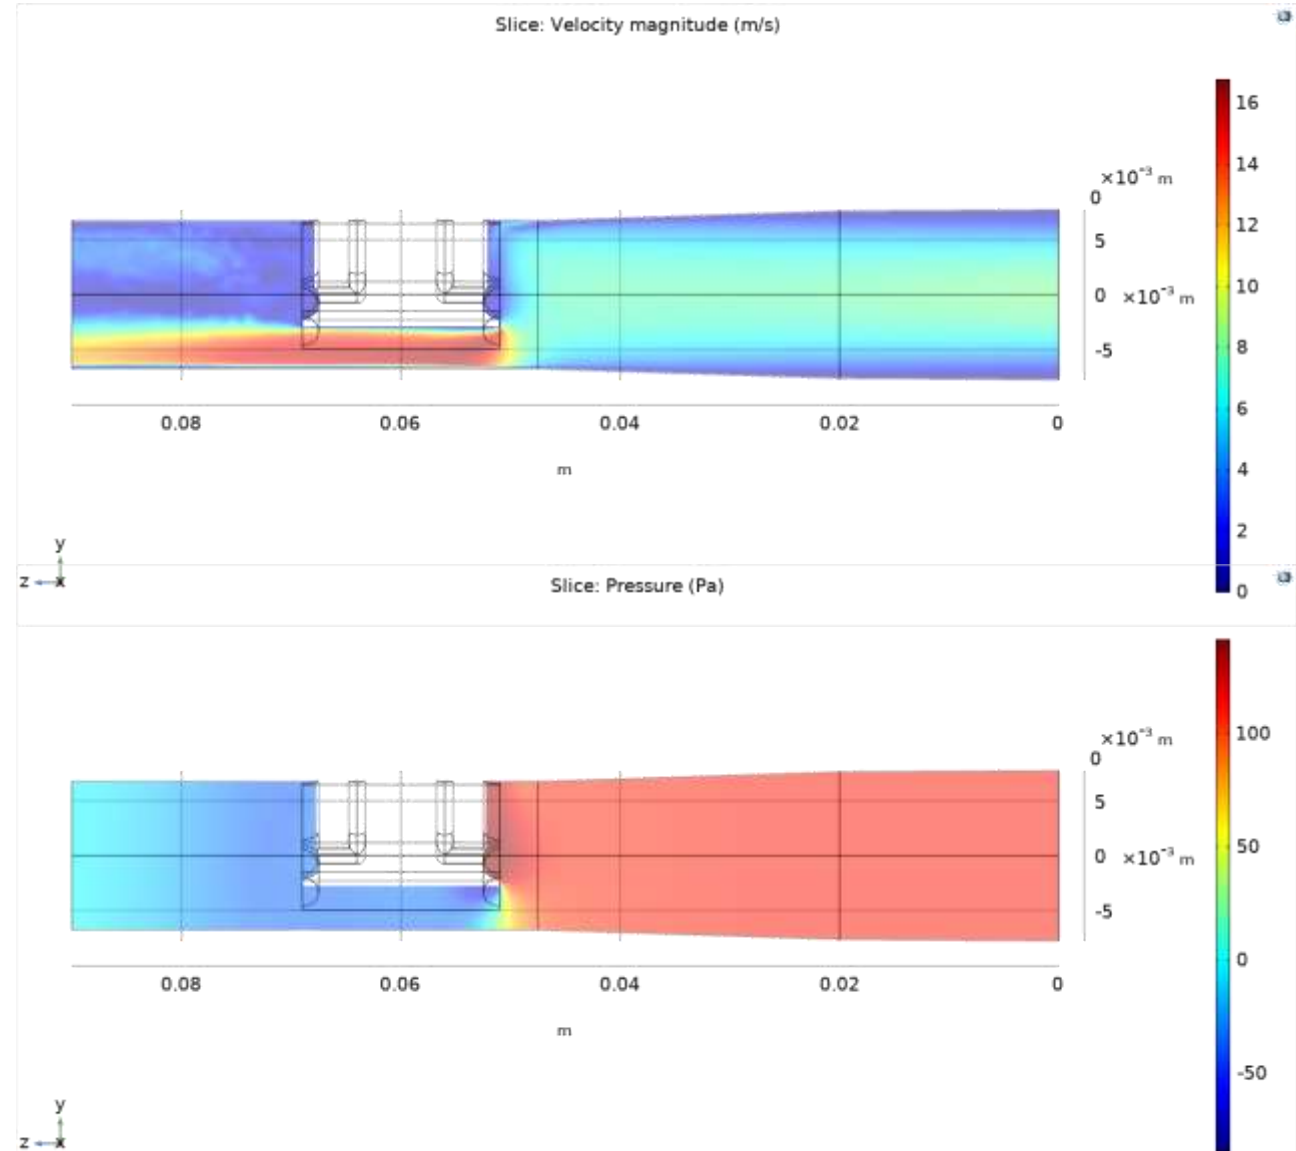 Slice: Velocity magnitude (m/s)
16
×10⁻³ m
0
14
12
5
10
0 ×10⁻³ m
8
-5
6
0.08 0.06 0.04 0.02 0
4
m
2
y
z x
0
Slice: Pressure (Pa)
100
×10⁻³ m
0
5
50
0 ×10⁻³ m
-5
0
0.08 0.06 0.04 0.02 0
m
-50
y
z x